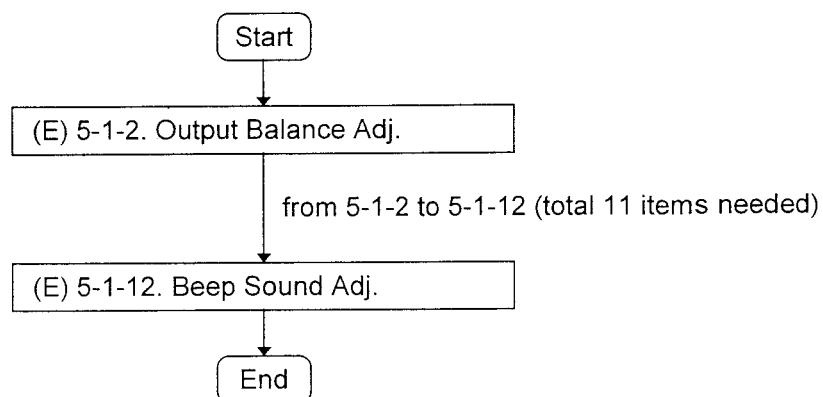 Start
(E) 5-1-2. Output Balance Adj.
from 5-1-2 to 5-1-12 (total 11 items needed)
(E) 5-1-12. Beep Sound Adj.
End